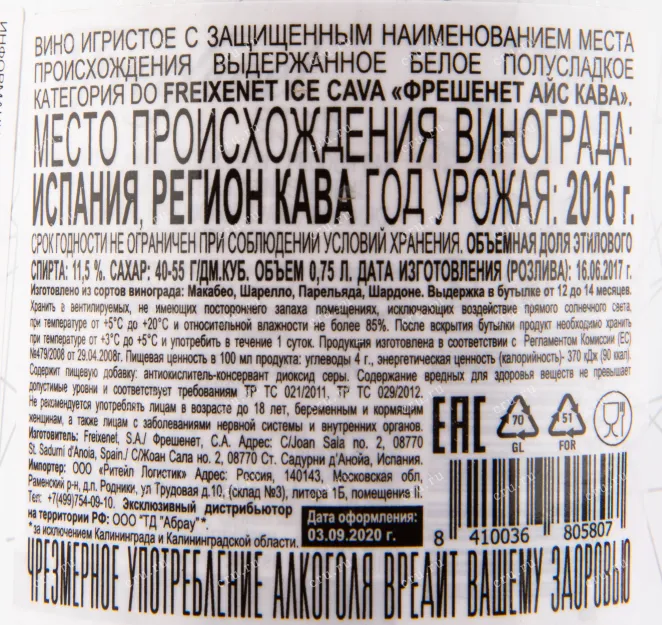 ВИНО ИГРИСТОЕ С ЗАЩИЩЕННЫМ НАИМЕНОВАНИЕМ МЕСТА
ПРОИСХОЖДЕНИЯ ВЫДЕРЖАННОЕ БЕЛОЕ ПОЛУСЛАДКОЕ
КАТЕГОРИЯ DO FREIXENET ICE CAVA «ФРЕШЕНЕТ АЙС КАВА».
МЕСТО ПРОИСХОЖДЕНИЯ ВИНОГРАДА:
ИСПАНИЯ, РЕГИОН КАВА ГОД УРОЖАЯ: 2016 г.
СРОК ГОДНОСТИ НЕ ОГРАНИЧЕН ПРИ СОБЛЮДЕНИИ УСЛОВИЙ ХРАНЕНИЯ. ОБЪЕМНАЯ ДОЛЯ ЭТИЛОВОГО
СПИРТА: 11,5 %. САХАР: 40-55 Г/ДМ.КУБ. ОБЪЕМ 0,75 Л. ДАТА ИЗГОТОВЛЕНИЯ (РОЗЛИВА): 16.06.2017 г.
Изготовлено из сортов винограда: Макабео, Шарелло, Парельяда, Шардоне. Выдержка в бутылке от 12 до 14 месяцев.
Хранить в вентилируемых, не имеющих постороннего запаха помещениях, исключающих воздействие прямого солнечного света,
при температуре от +5°С до +20°С и относительной влажности не более 85%. После вскрытия бутылки продукт необходимо хранить
при температуре от +3°С до +5°С и употребить в течение 1 суток. Продукция изготовлена в соответствии с Регламентом Комиссии (ЕС)
№479/2008 от 29.04.2008г. Пищевая ценность в 100 мл продукта: углеводы 4 г., энергетическая ценность (калорийность)- 370 кДж (90 ккал).
Содержит пищевую добавку: антиокислитель-консервант диоксид серы. Содержание вредных для здоровья веществ не превышает
допустимые уровни и соответствует требованиям ТР ТС 021/2011, ТР ТС 029/2012.
Не рекомендуется употреблять лицам в возрасте до 18 лет, беременным и кормящим
женщинам, а также лицам с заболеваниями нервной системы и внутренних органов.
Изготовитель: Freixenet, S.A./ Фрешенет, С.А. Адрес: C/Joan Sala no. 2, 08770
St. Sadurni d'Anoia, Spain./ С/Жоан Сала но. 2, 08770 Ст. Садурни д'Анойа, Испания.
Импортер: ООО «Ритейл Логистик» Адрес: Россия, 140143, Московская обл,
Раменский р-н, д.п. Родники, ул Трудовая д.10, (склад №3), литера 1Б, помещения II.
Тел: +7(499)754-09-10. Эксклюзивный дистрибьютор
на территории РФ: ООО "ТД "Абрау"*.
* за исключением Калининграда и Калининградской области.
Дата оформления:
03.09.2020 г.
ЕАС
70
GL
51
FOR
8 410036 805807
ЧРЕЗМЕРНОЕ УПОТРЕБЛЕНИЕ АЛКОГОЛЯ ВРЕДИТ ВАШЕМУ ЗДОРОВЬЮ